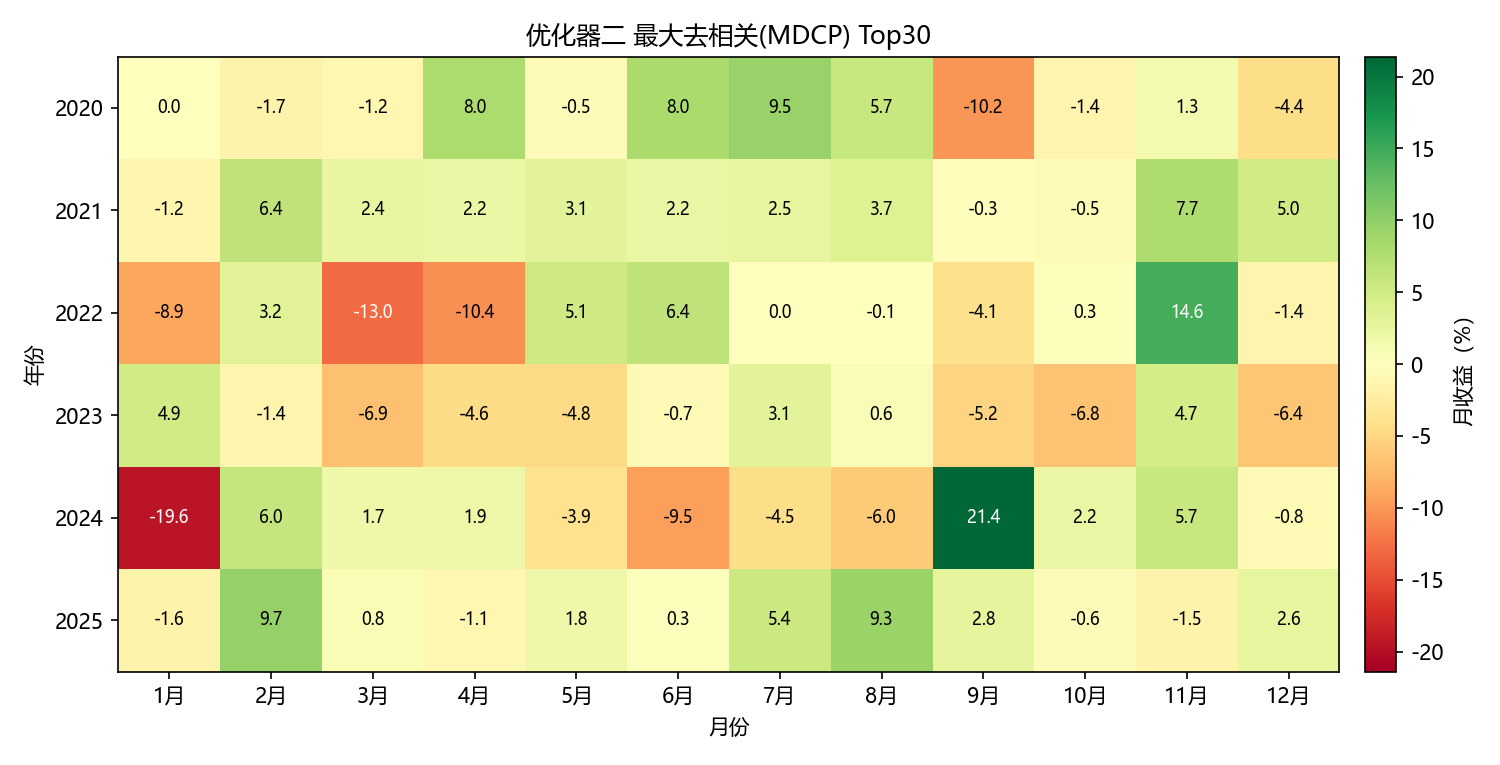 优化器二 最大去相关(MDCP) Top30
2020 0.0 -1.7 -1.2 8.0 -0.5 8.0 9.5 5.7 -10.2 -1.4 1.3 -4.4
2021 -1.2 6.4 2.4 2.2 3.1 2.2 2.5 3.7 -0.3 -0.5 7.7 5.0
2022 -8.9 3.2 -13.0 -10.4 5.1 6.4 0.0 -0.1 -4.1 0.3 14.6 -1.4
2023 4.9 -1.4 -6.9 -4.6 -4.8 -0.7 3.1 0.6 -5.2 -6.8 4.7 -6.4
2024 -19.6 6.0 1.7 1.9 -3.9 -9.5 -4.5 -6.0 21.4 2.2 5.7 -0.8
2025 -1.6 9.7 0.8 -1.1 1.8 0.3 5.4 9.3 2.8 -0.6 -1.5 2.6
1月 2月 3月 4月 5月 6月 7月 8月 9月 10月 11月 12月
月份
年份
20
15
10
5
0
-5
-10
-15
-20
月收益 (%)